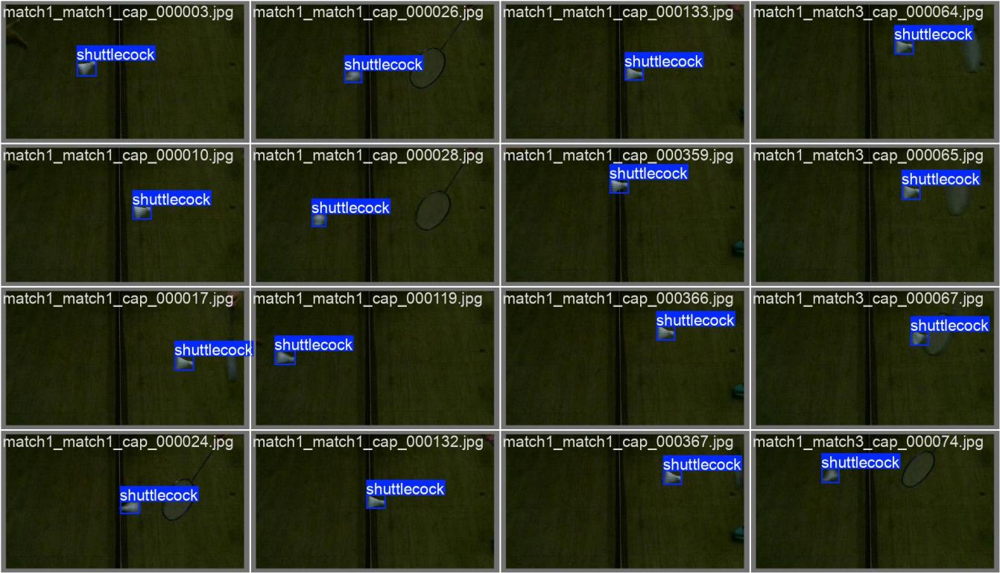 match1_match1_cap_000003.jpg
shuttlecock
match1_match1_cap_000026.jpg
shuttlecock
match1_match1_cap_000133.jpg
shuttlecock
match1_match3_cap_000064.jpg
shuttlecock
match1_match1_cap_000010.jpg
shuttlecock
match1_match1_cap_000028.jpg
shuttlecock
match1_match1_cap_000359.jpg
shuttlecock
match1_match3_cap_000065.jpg
shuttlecock
match1_match1_cap_000017.jpg
shuttlecock
match1_match1_cap_000119.jpg
shuttlecock
match1_match1_cap_000366.jpg
shuttlecock
match1_match3_cap_000067.jpg
shuttlecock
match1_match1_cap_000024.jpg
shuttlecock
match1_match1_cap_000132.jpg
shuttlecock
match1_match1_cap_000367.jpg
shuttlecock
match1_match3_cap_000074.jpg
shuttlecock